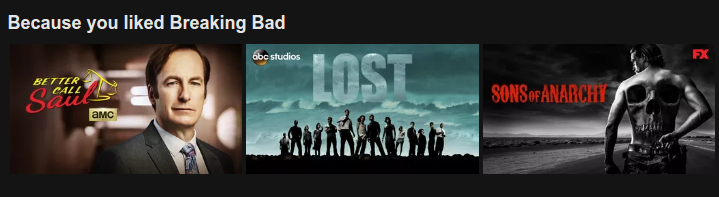 Because you liked Breaking Bad
BETTER
CALL
Saul
amc
abc studios
LOST
SONS OF ANARCHY
FX